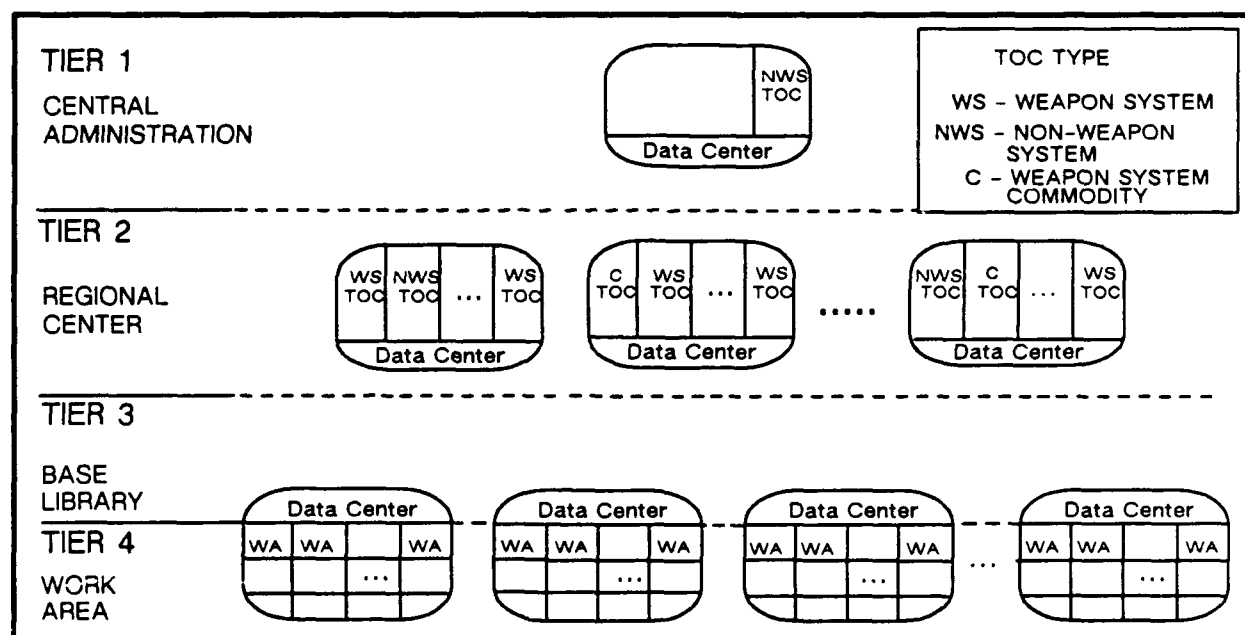 TIER 1
CENTRAL
ADMINISTRATION
NWS
TOC
Data Center
TOC TYPE
WS - WEAPON SYSTEM
NWS - NON-WEAPON
SYSTEM
C - WEAPON SYSTEM
COMMODITY
TIER 2
REGIONAL
CENTER
WS NWS ... WS
TOC TOC TOC
Data Center
C WS ... WS
TOC TOC TOC
Data Center
.....
NWS C ... WS
TOC TOC TOC
Data Center
TIER 3
BASE
LIBRARY
Data Center
Data Center
Data Center
Data Center
TIER 4
WORK
AREA
WA WA WA
...
WA WA WA
...
WA WA WA
...
...
WA WA WA
...